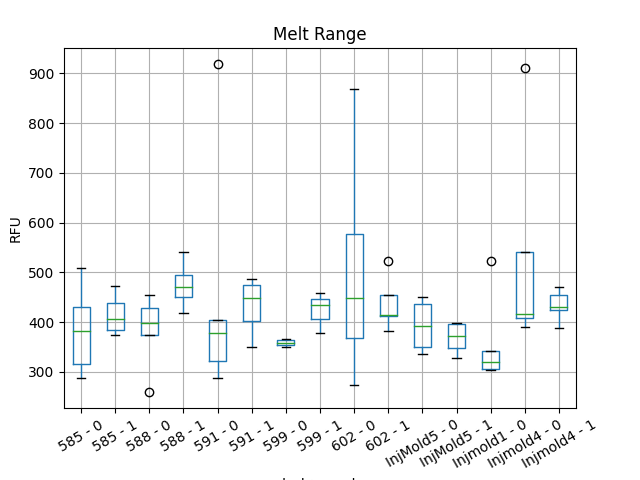 Melt Range
RFU
900
800
700
600
500
400
300
585 - 0
585 - 1
588 - 0
588 - 1
591 - 0
591 - 1
599 - 0
599 - 1
602 - 0
602 - 1
InjMold5 - 0
InjMold5 - 1
Injmold1 - 0
Injmold4 - 0
Injmold4 - 1